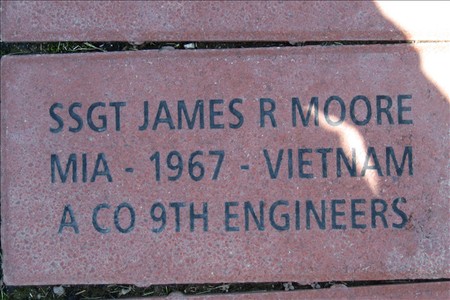 SSGT JAMES R MOORE
MIA - 1967 - VIETNAM
A CO 9TH ENGINEERS